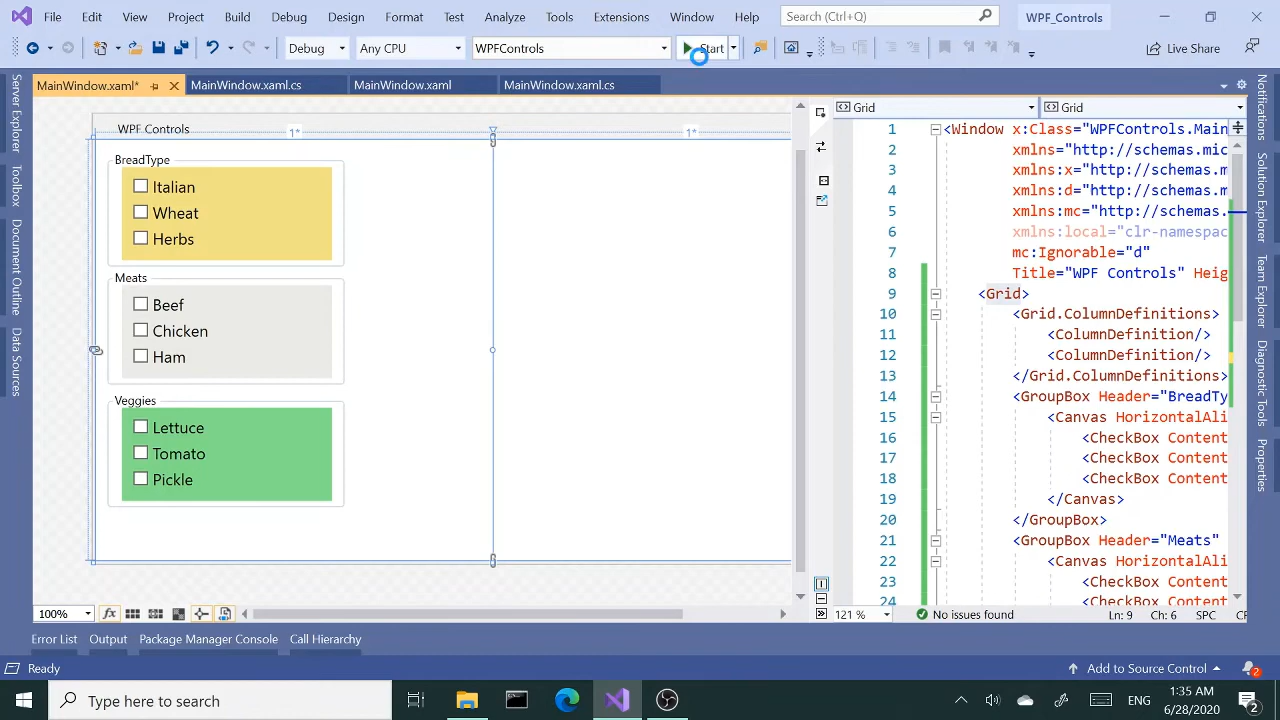 File Edit View Project Build Debug Design Format Test Analyze Tools Extensions Window Help Search (Ctrl+Q) WPF_Controls
Debug Any CPU WPFControls Start Live Share
MainWindow.xaml* MainWindow.xaml.cs MainWindow.xaml MainWindow.xaml.cs
Server Explorer
Toolbox
Document Outline
Data Sources
WPF Controls
1* 1*
BreadType
Italian
Wheat
Herbs
Meats
Beef
Chicken
Ham
Veggies
Lettuce
Tomato
Pickle
100% fx
Grid Grid
1 <Window x:Class="WPFControls.Main
2 xmlns="http://schemas.mic
3 xmlns:x="http://schemas.m
4 xmlns:d="http://schemas.m
5 xmlns:mc="http://schemas.
6 xmlns:local="clr-namespac
7 mc:Ignorable="d"
8 Title="WPF Controls" Heig
9 <Grid>
10 <Grid.ColumnDefinitions>
11 <ColumnDefinition/>
12 <ColumnDefinition/>
13 </Grid.ColumnDefinitions>
14 <GroupBox Header="BreadTy
15 <Canvas HorizontalAli
16 <CheckBox Content
17 <CheckBox Content
18 <CheckBox Content
19 </Canvas>
20 </GroupBox>
21 <GroupBox Header="Meats"
22 <Canvas HorizontalAli
23 <CheckBox Content
24 <CheckBox Content
121 % No issues found Ln: 9 Ch: 6 SPC
Notifications
Solution Explorer
Team Explorer
Diagnostic Tools
Properties
Error List Output Package Manager Console Call Hierarchy
Ready Add to Source Control 2
Type here to search ENG 1:35 AM
6/28/2020 2